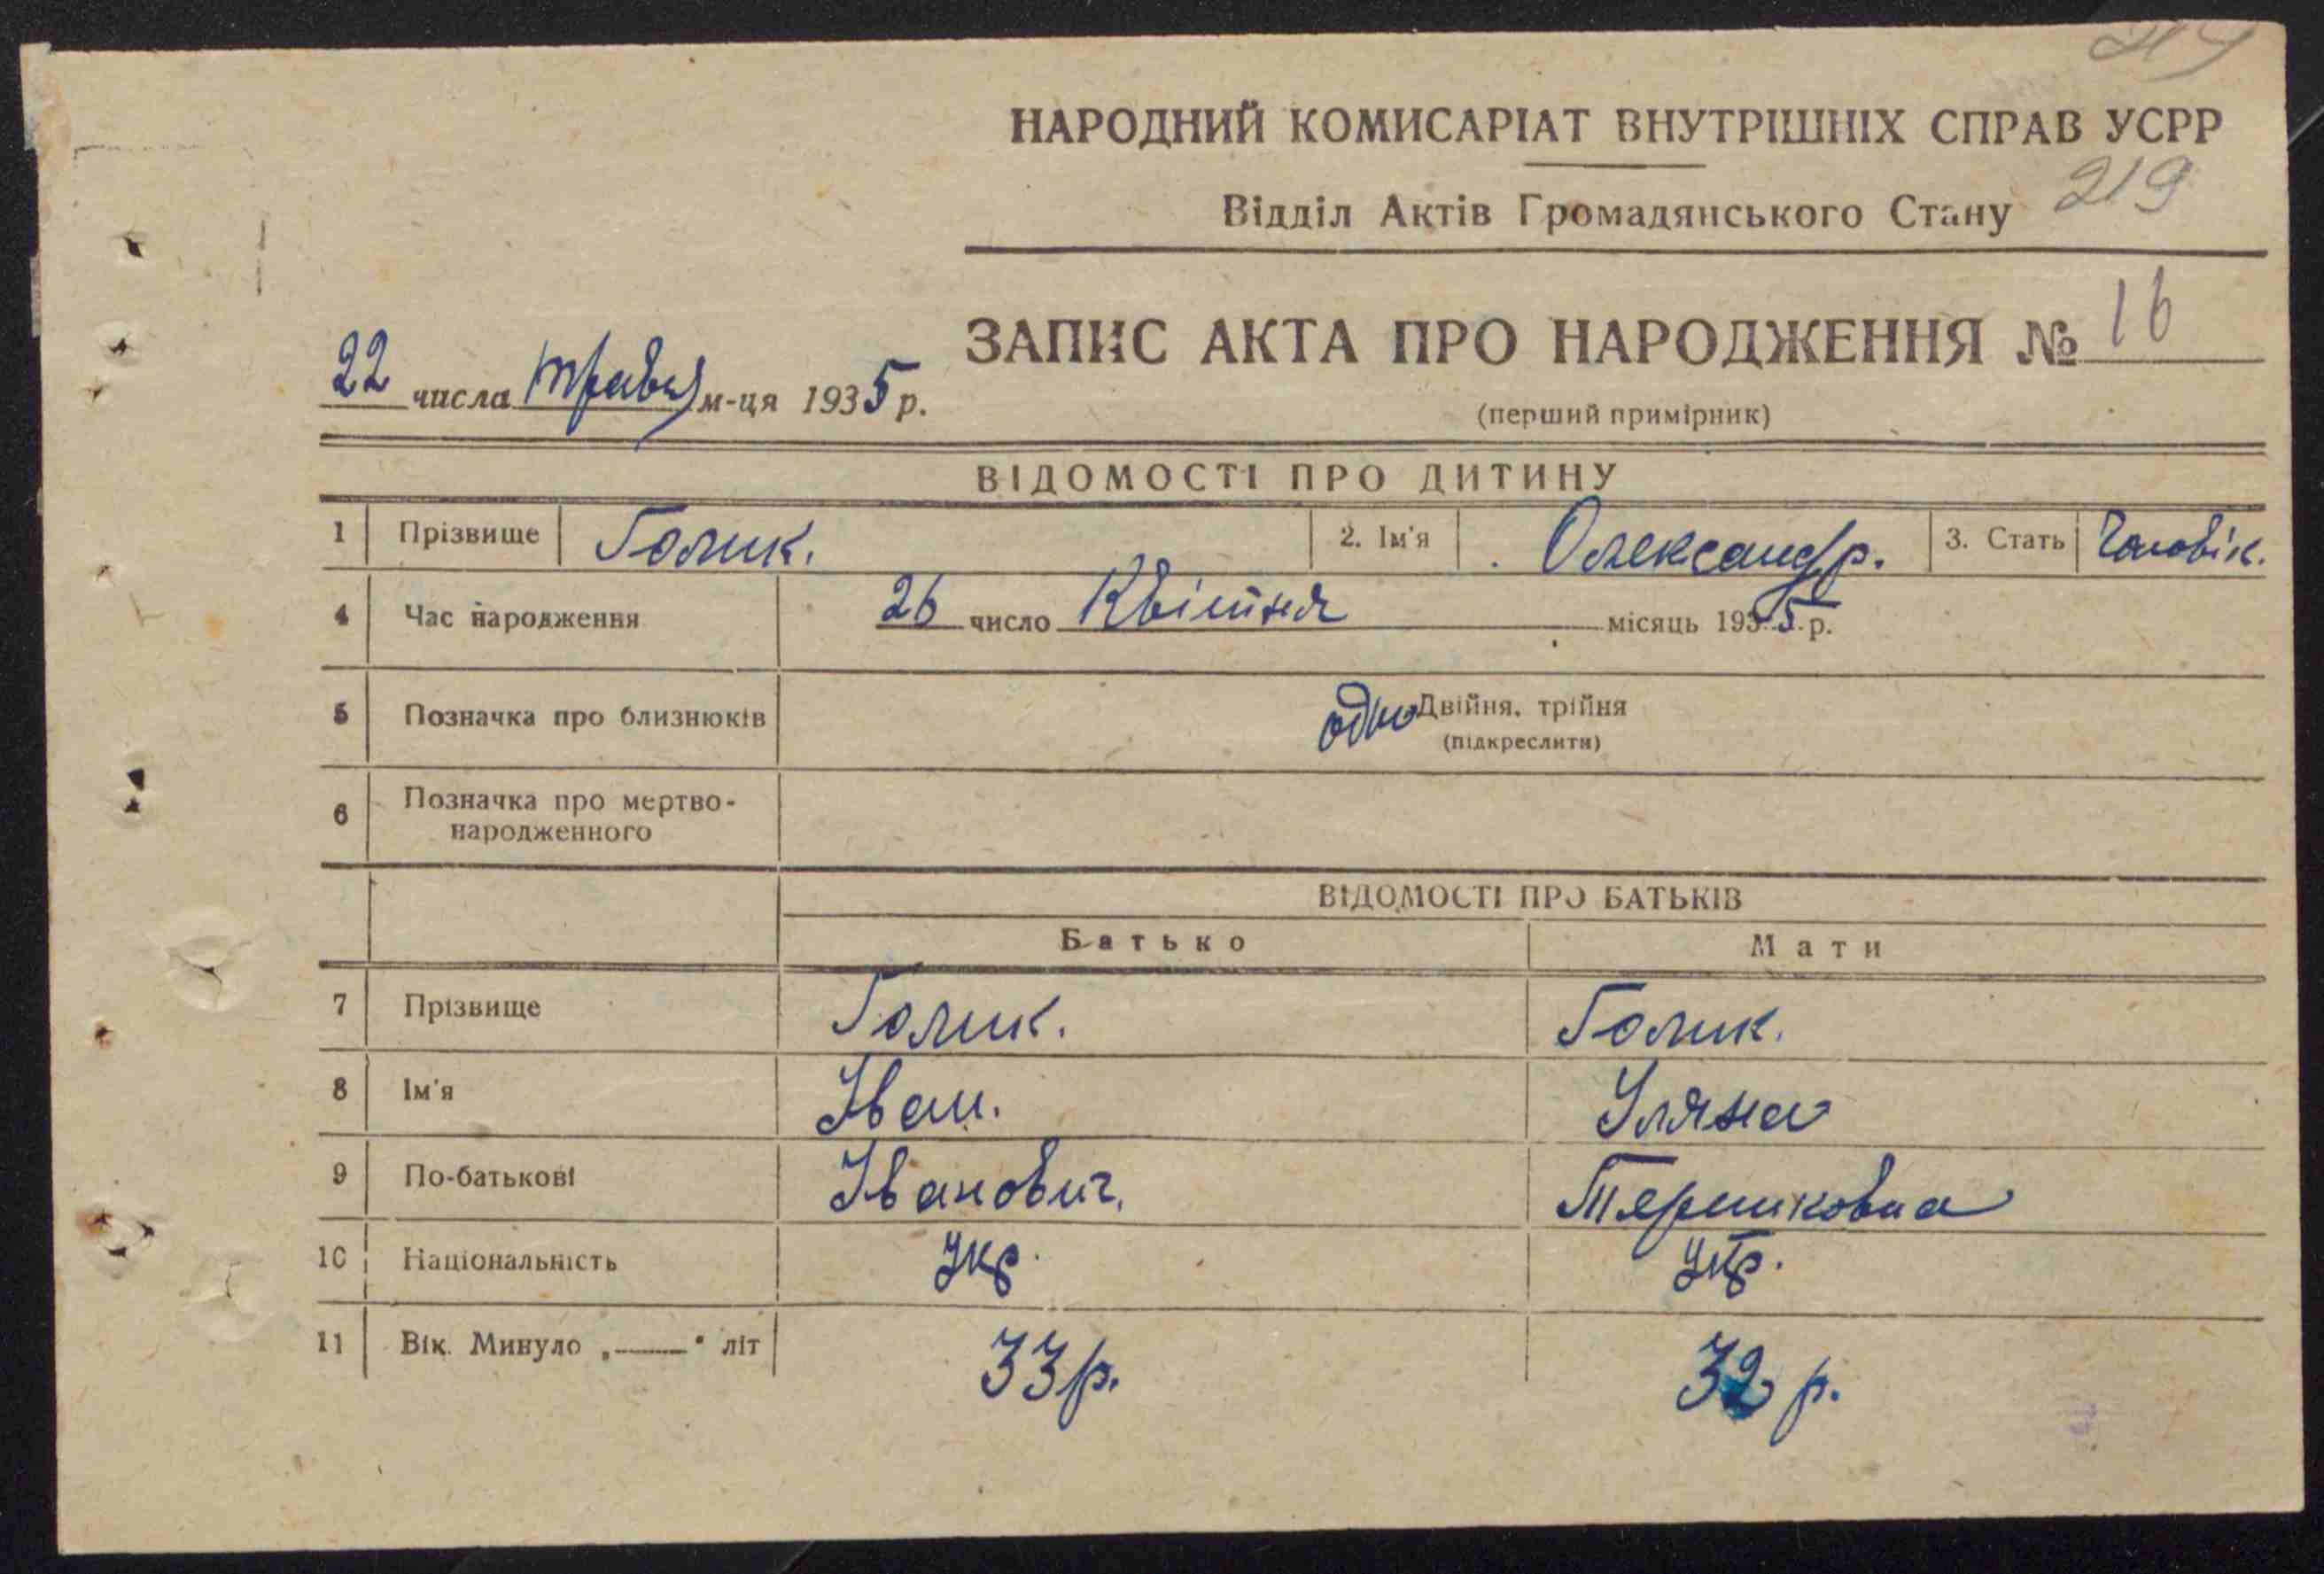 НАРОДНИЙ КОМИСАРІАТ ВНУТРІШНІХ СПРАВ УСРР
Відділ Актів Громадянського Стану 219
ЗАПИС АКТА ПРО НАРОДЖЕННЯ № 16
22 числа травня м-ця 1935 р.
(перший примірник)
ВІДОМОСТІ ПРО ДИТИНУ
1 Прізвище Голик. 2. Ім'я Олександр. 3. Стать Чоловік.
4 Час народження 26 число Квітня місяць 1935 р.
5 Позначка про близнюків одно Двійня, трійня
(підкреслити)
6 Позначка про мертво-
народженного
ВІДОМОСТІ ПРО БАТЬКІВ
Батько Мати
7 Прізвище Голик. Голик.
8 Ім'я Іван. Уляна
9 По-батькові Іванович.
10 Національність Укр. Укр.
11 Вік. Минуло „——" літ 33 р. 32 р.